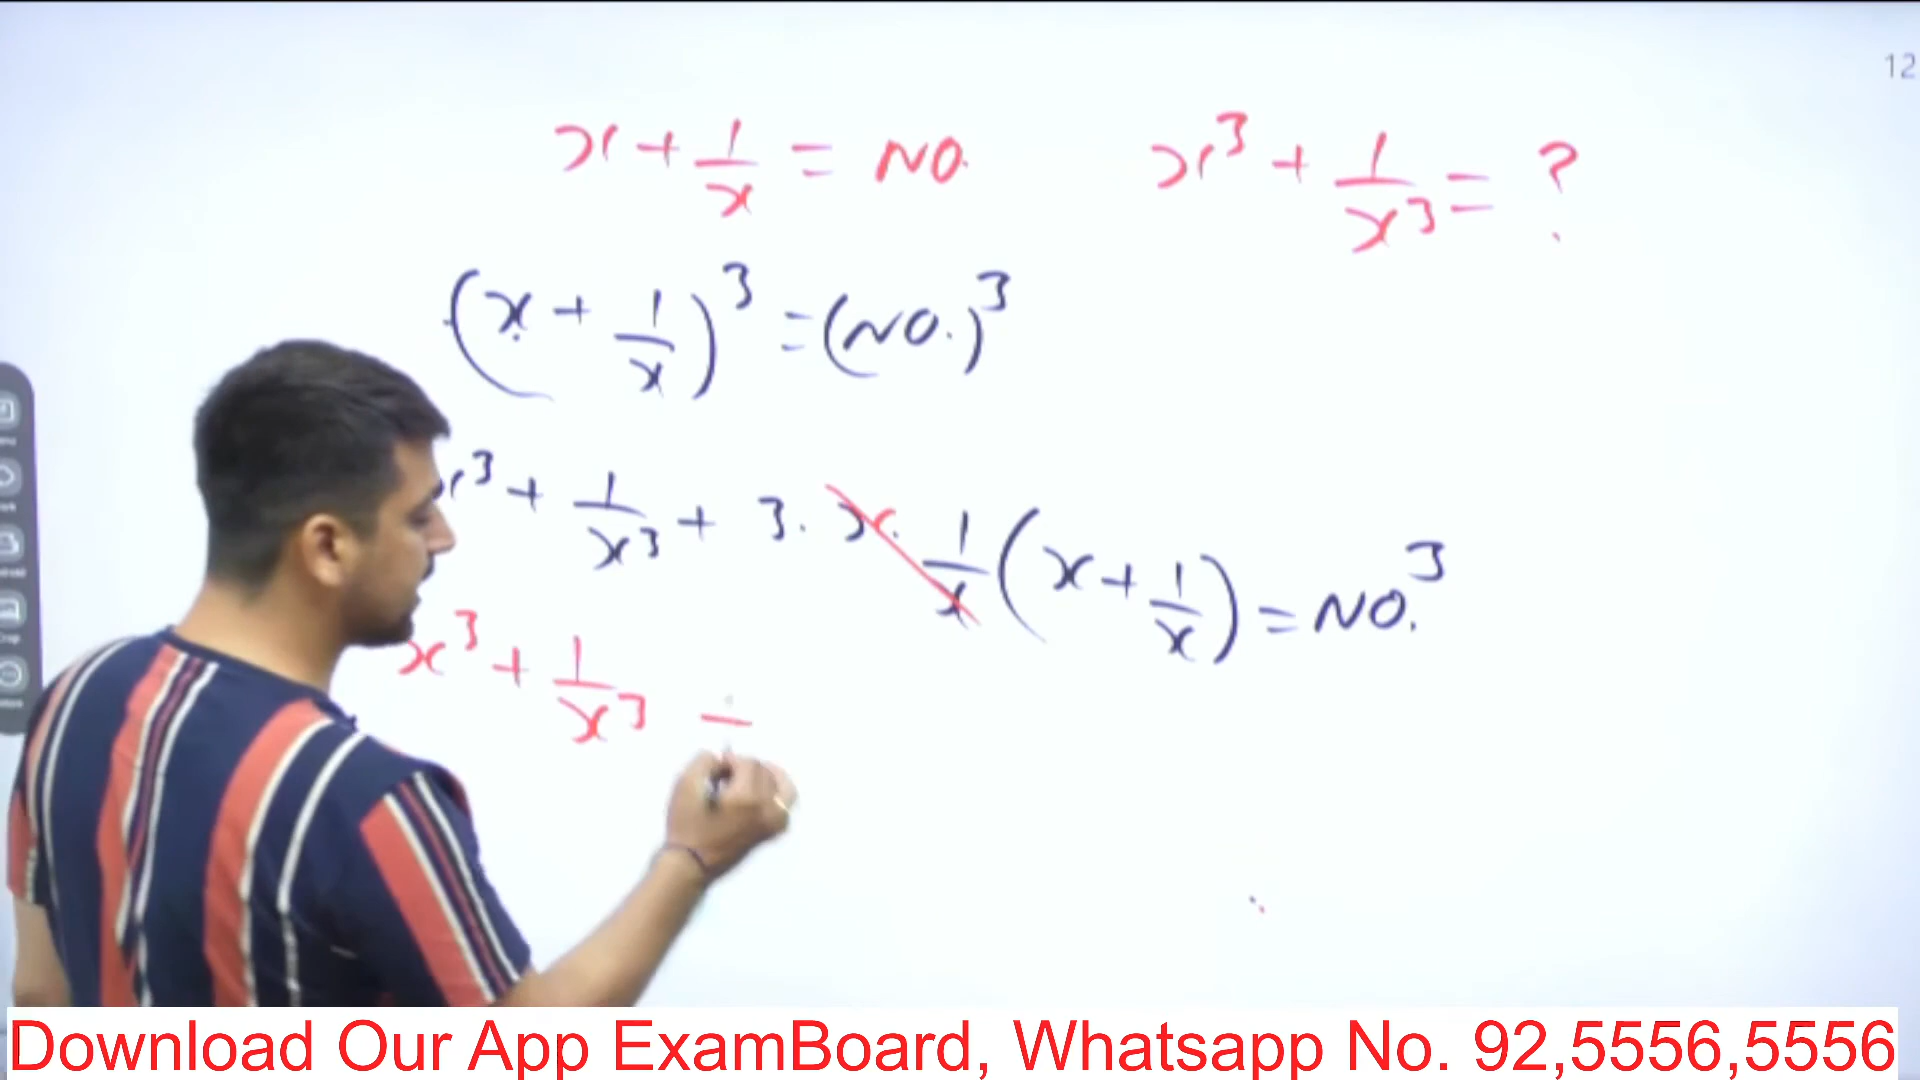 12
x + 1/x = NO. x³ + 1/x³ = ?
(x + 1/x)³ = (NO.)³
x³ + 1/x³ + 3. x. 1/x (x + 1/x) = NO.³
x³ + 1/x³ =
Download Our App ExamBoard, Whatsapp No. 92,5556,5556